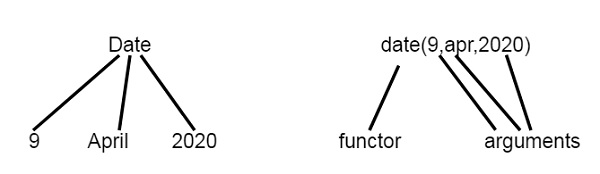 Date
9 April 2020
date(9,apr,2020)
functor arguments